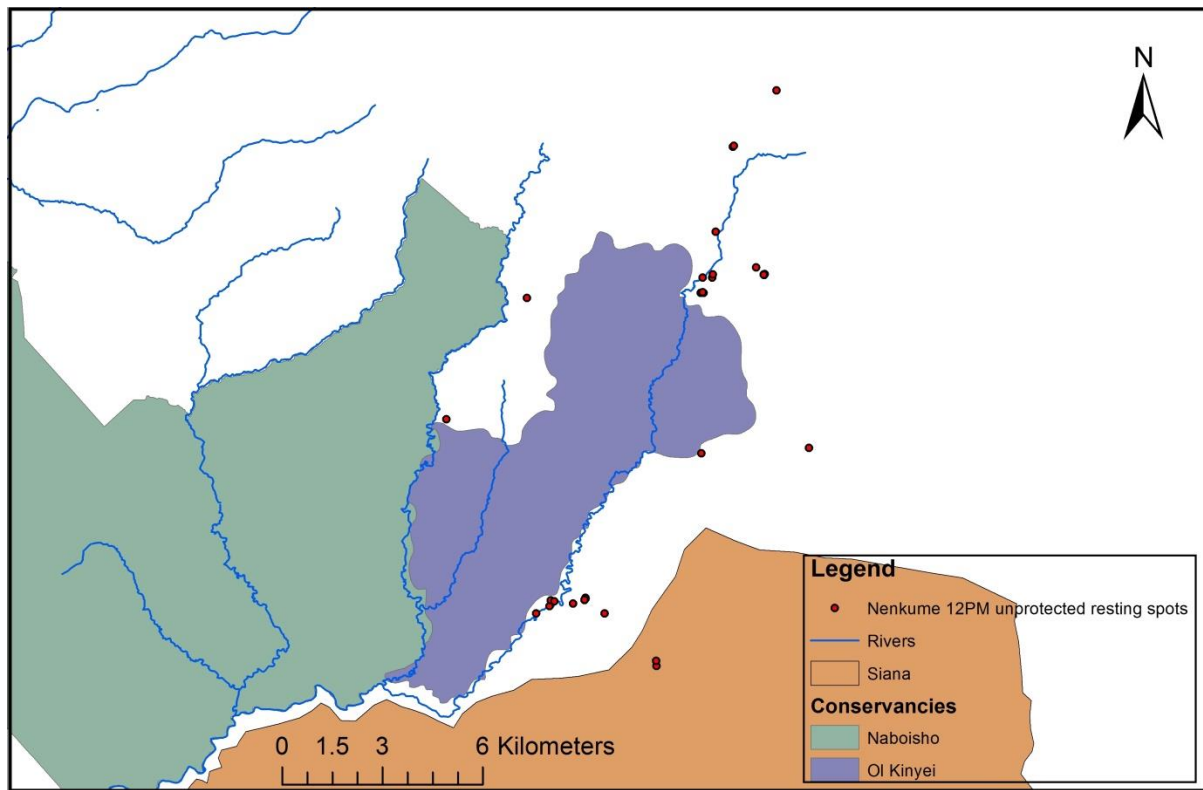 N
Legend
Nenkume 12PM unprotected resting spots
Rivers
Siana
Conservancies
Naboisho
Ol Kinyei
0 1.5 3 6 Kilometers